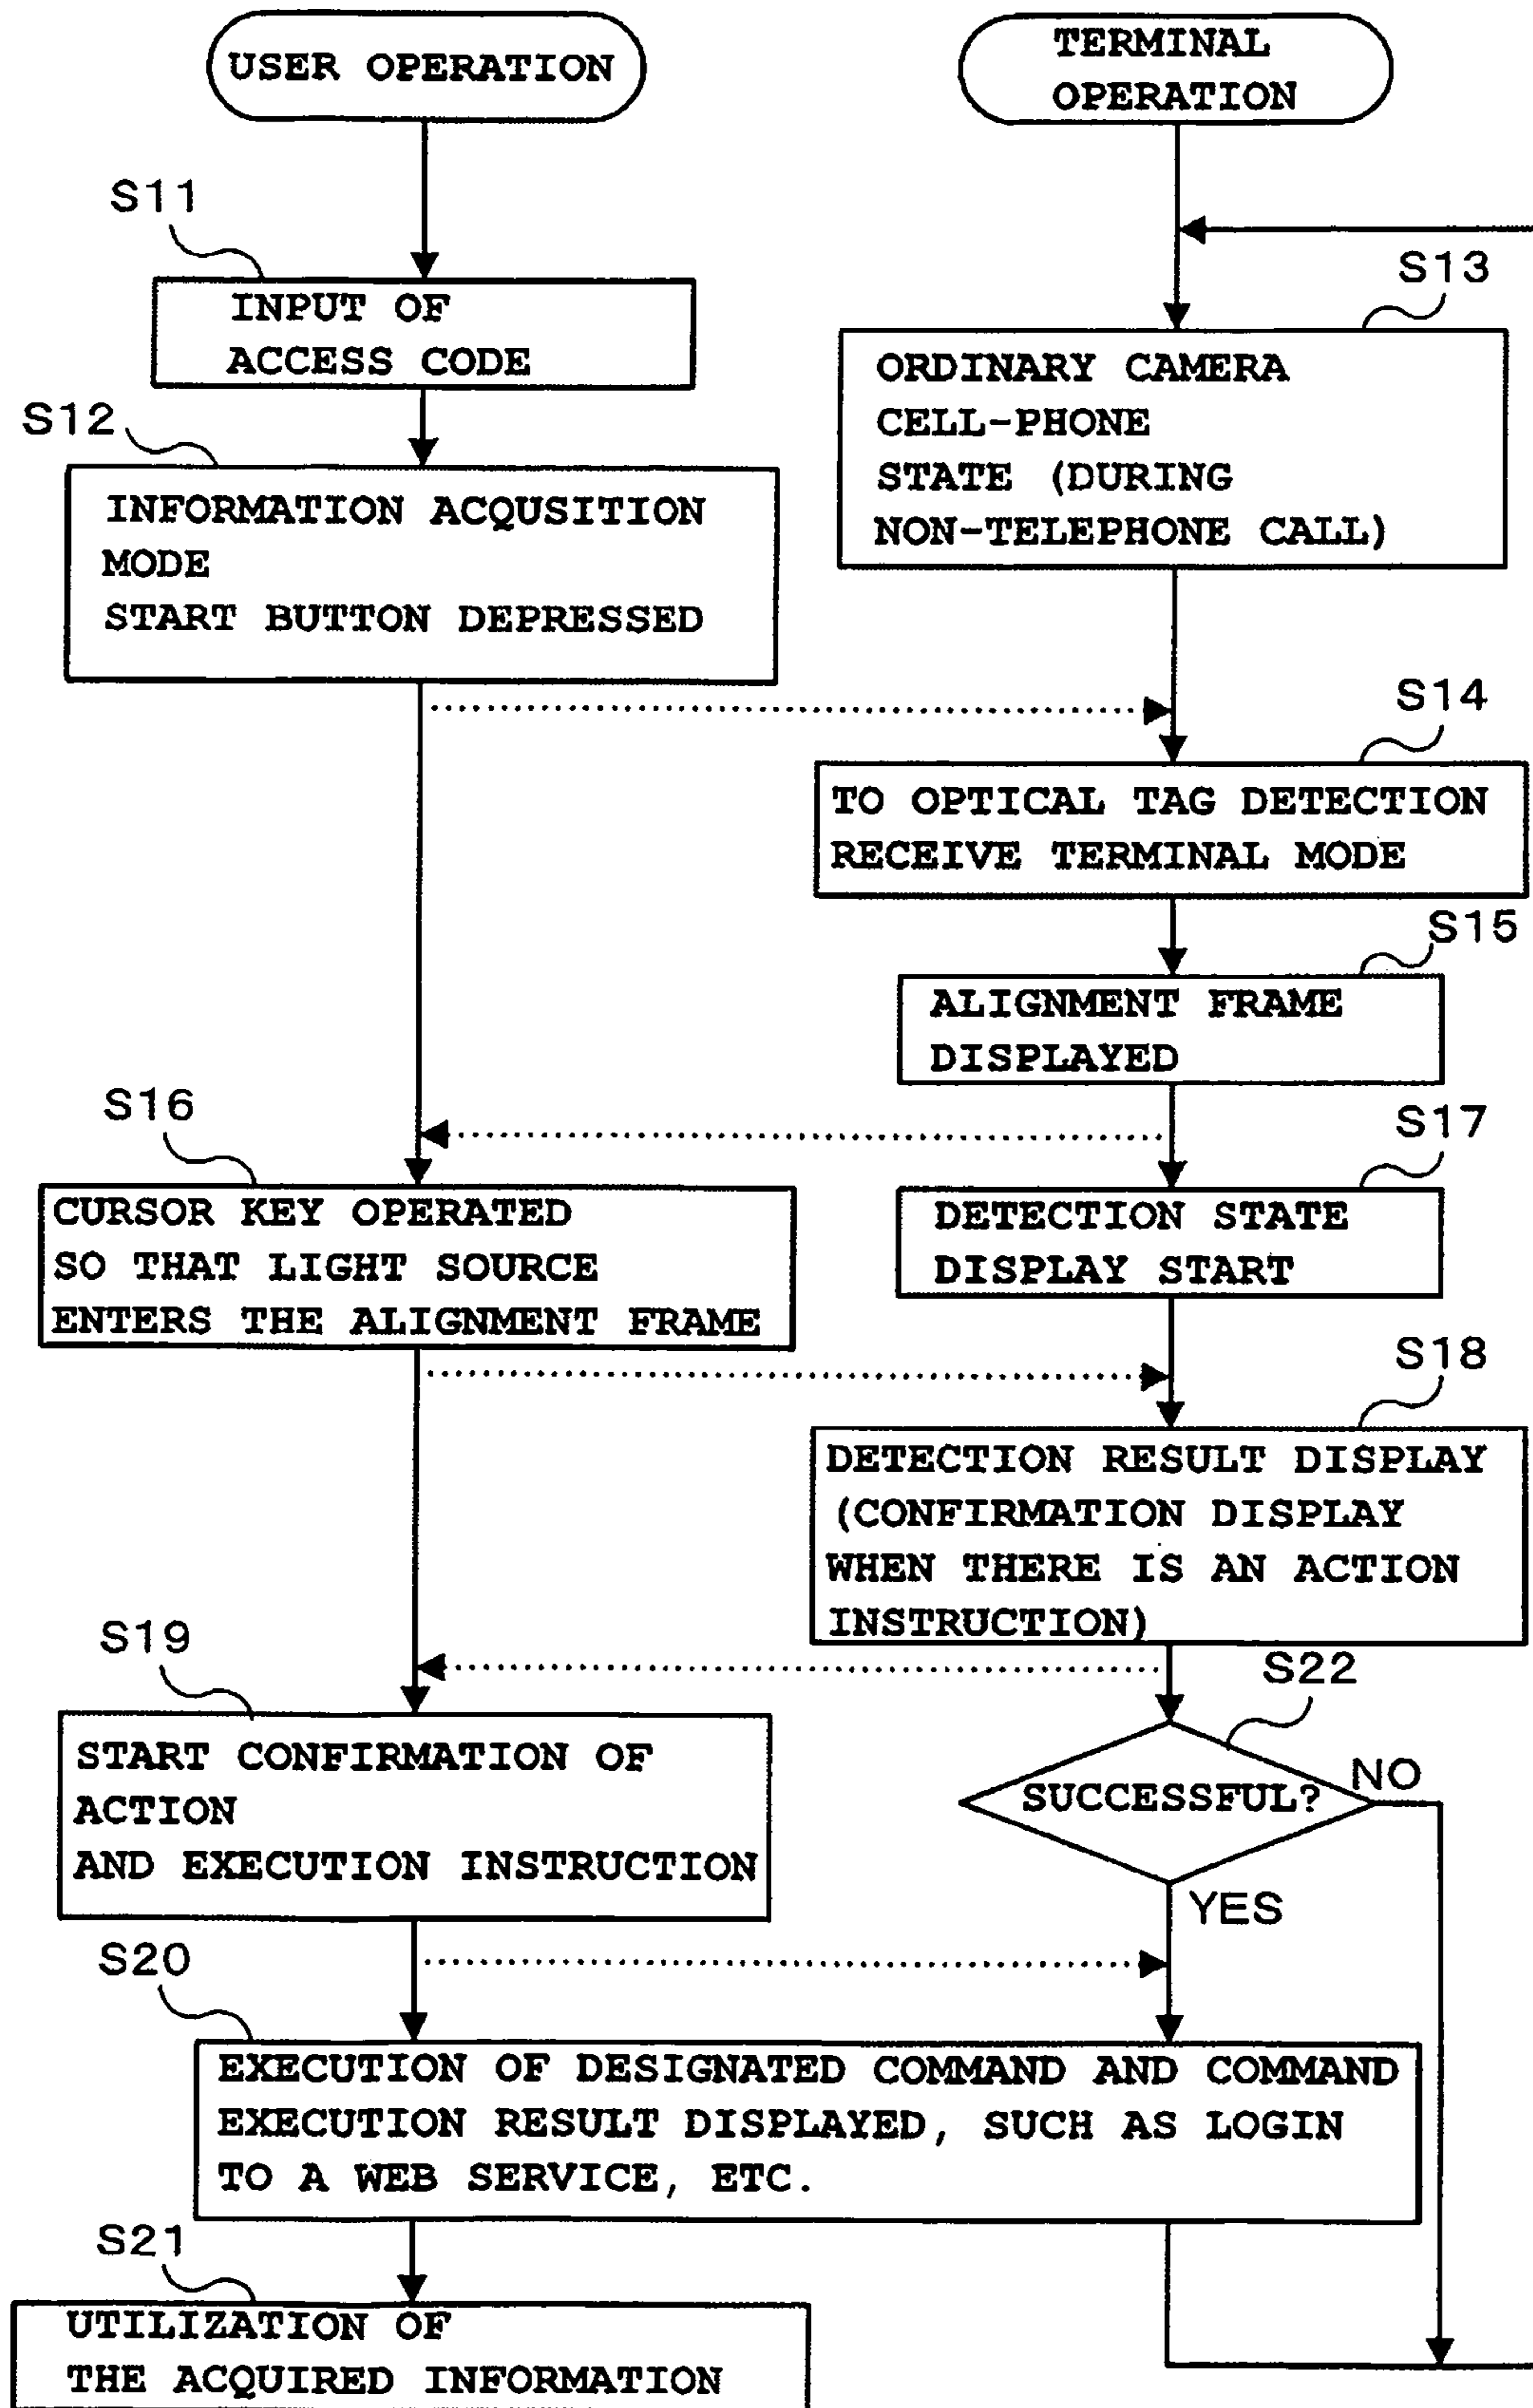 USER OPERATION
TERMINAL
OPERATION
S11
INPUT OF
ACCESS CODE
S12
INFORMATION ACQUSITION
MODE
START BUTTON DEPRESSED
S13
ORDINARY CAMERA
CELL-PHONE
STATE (DURING
NON-TELEPHONE CALL)
S14
TO OPTICAL TAG DETECTION
RECEIVE TERMINAL MODE
S15
ALIGNMENT FRAME
DISPLAYED
S16
CURSOR KEY OPERATED
SO THAT LIGHT SOURCE
ENTERS THE ALIGNMENT FRAME
S17
DETECTION STATE
DISPLAY START
S18
DETECTION RESULT DISPLAY
(CONFIRMATION DISPLAY
WHEN THERE IS AN ACTION
INSTRUCTION)
S19
START CONFIRMATION OF
ACTION
AND EXECUTION INSTRUCTION
S22
SUCCESSFUL?
NO
YES
S20
EXECUTION OF DESIGNATED COMMAND AND COMMAND
EXECUTION RESULT DISPLAYED, SUCH AS LOGIN
TO A WEB SERVICE, ETC.
S21
UTILIZATION OF
THE ACQUIRED INFORMATION